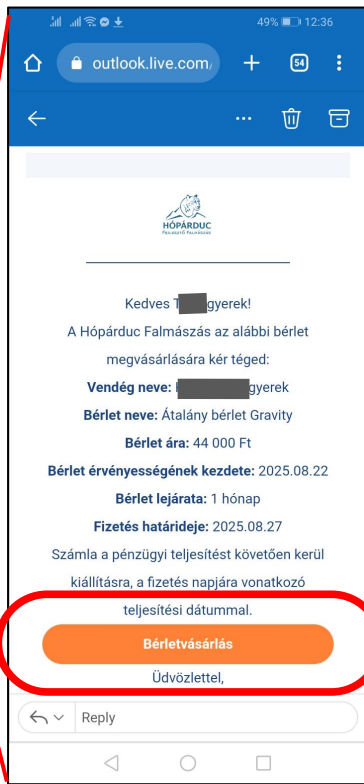 49% 12:36
outlook.live.com/ 54
HÓPÁRDUC
FEJLESZTŐ FALMÁSZÁS
Kedves T gyerek!
A Hópárduc Falmászás az alábbi bérlet
megvásárlására kér téged:
Vendég neve: gyerek
Bérlet neve: Átalány bérlet Gravity
Bérlet ára: 44 000 Ft
Bérlet érvényességének kezdete: 2025.08.22
Bérlet lejárata: 1 hónap
Fizetés határideje: 2025.08.27
Számla a pénzügyi teljesítést követően kerül
kiállításra, a fizetés napjára vonatkozó
teljesítési dátummal.
Bérletvásárlás
Üdvözlettel,
Reply